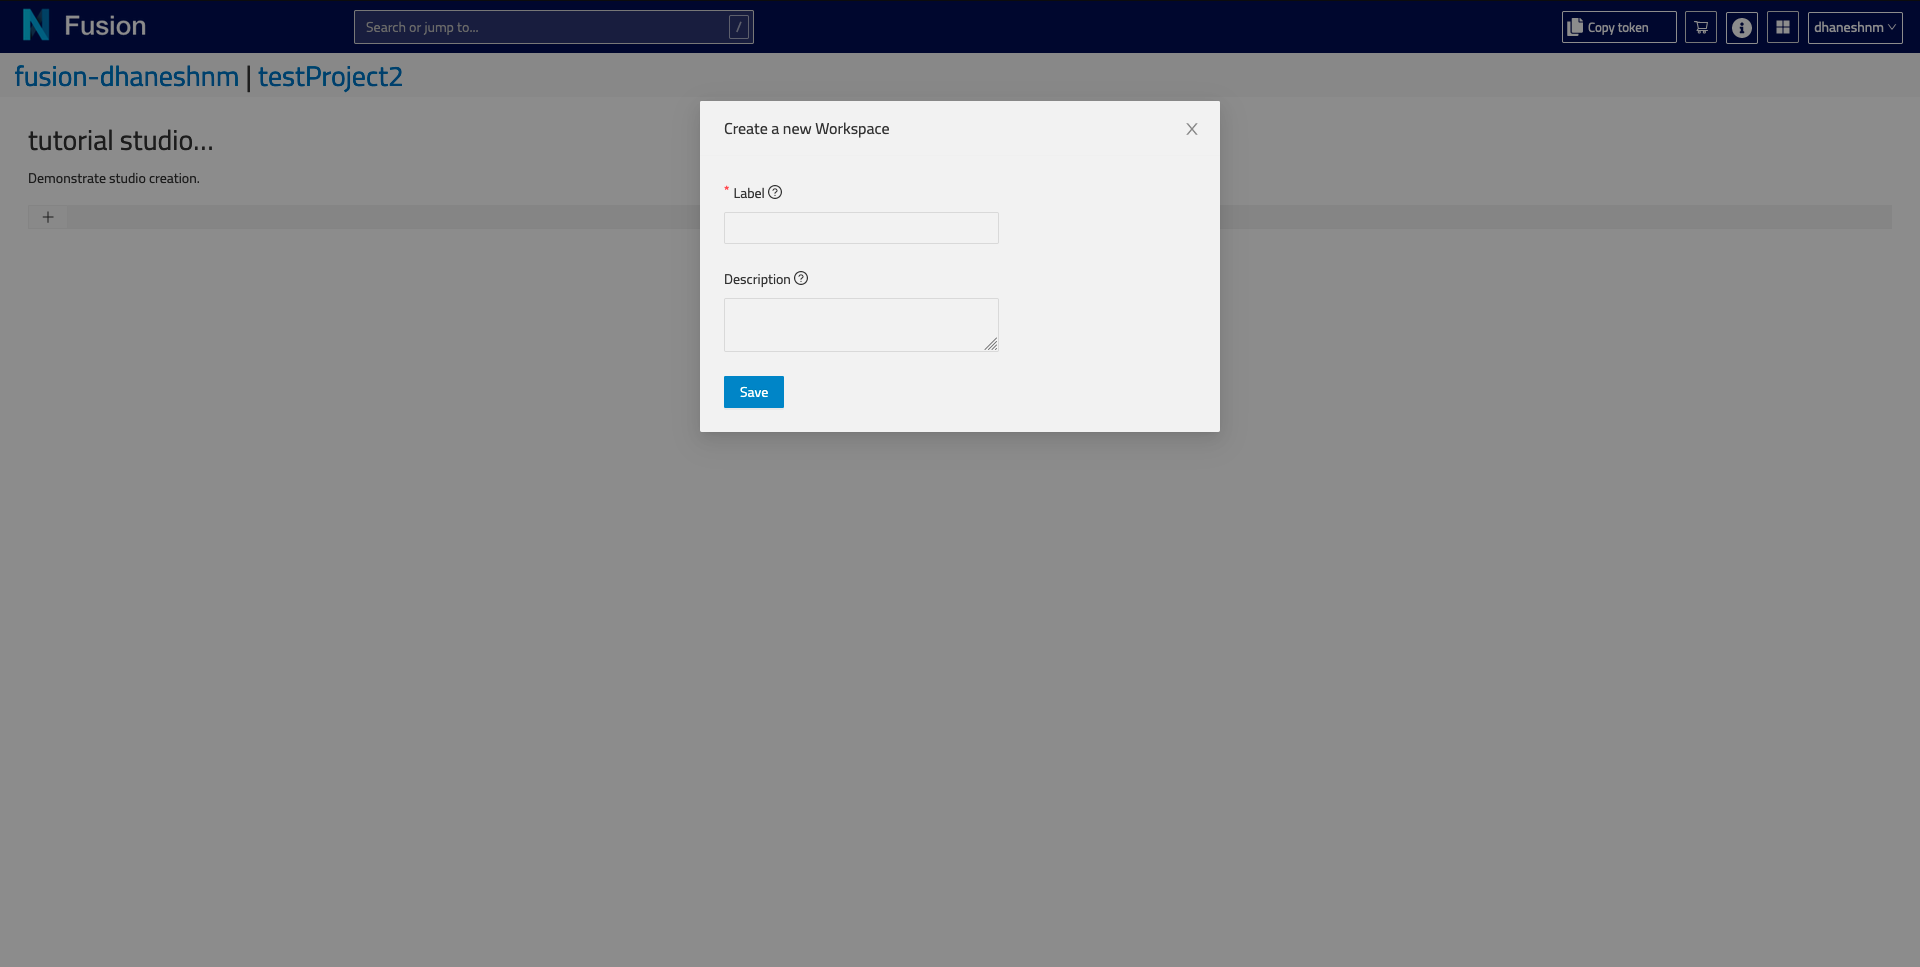 Fusion
Search or jump to...
/
Copy token
dhaneshnm
fusion-dhaneshnm | testProject2
tutorial studio...
Demonstrate studio creation.
Create a new Workspace
* Label
Description
Save